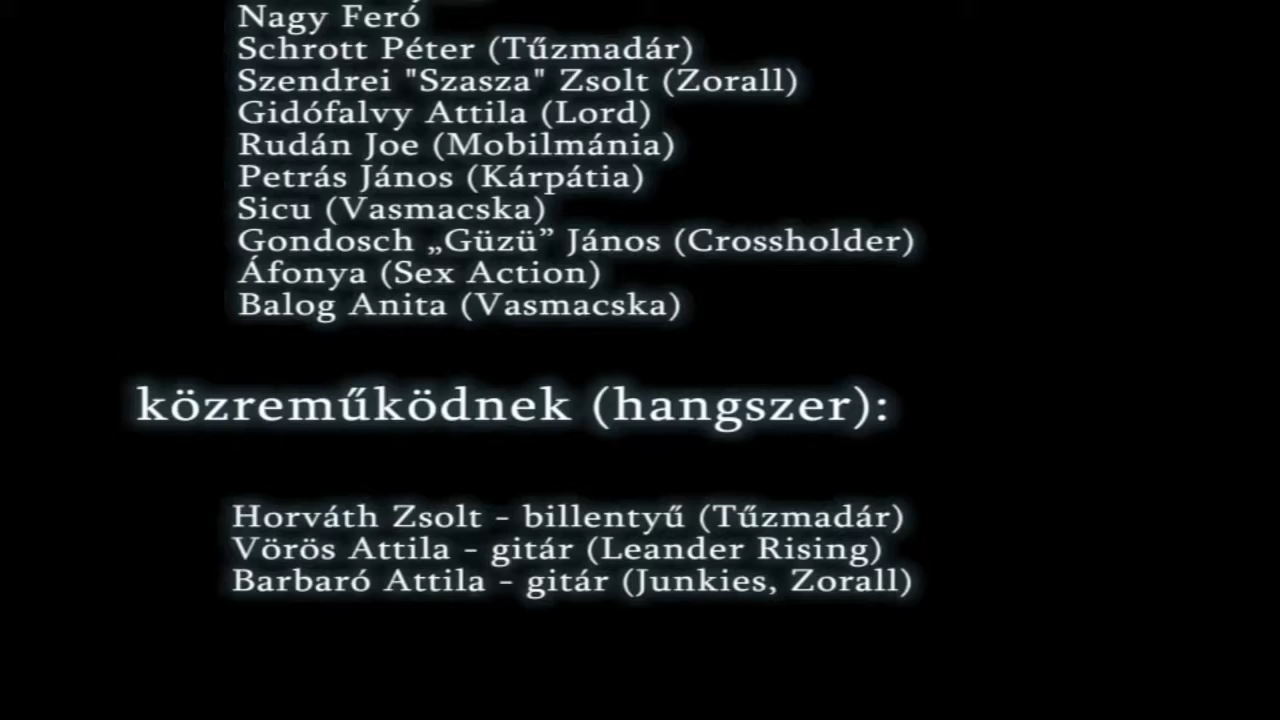 Nagy Feró
Schrott Péter (Tűzmadár)
Szendrei "Szasza" Zsolt (Zorall)
Gidófalvy Attila (Lord)
Rudán Joe (Mobilmánia)
Petrás János (Kárpátia)
Sicu (Vasmacska)
Gondosch „Güzü” János (Crossholder)
Áfonya (Sex Action)
Balog Anita (Vasmacska)
közreműködnek (hangszer):
Horváth Zsolt - billentyű (Tűzmadár)
Vörös Attila - gitár (Leander Rising)
Barbaró Attila - gitár (Junkies, Zorall)